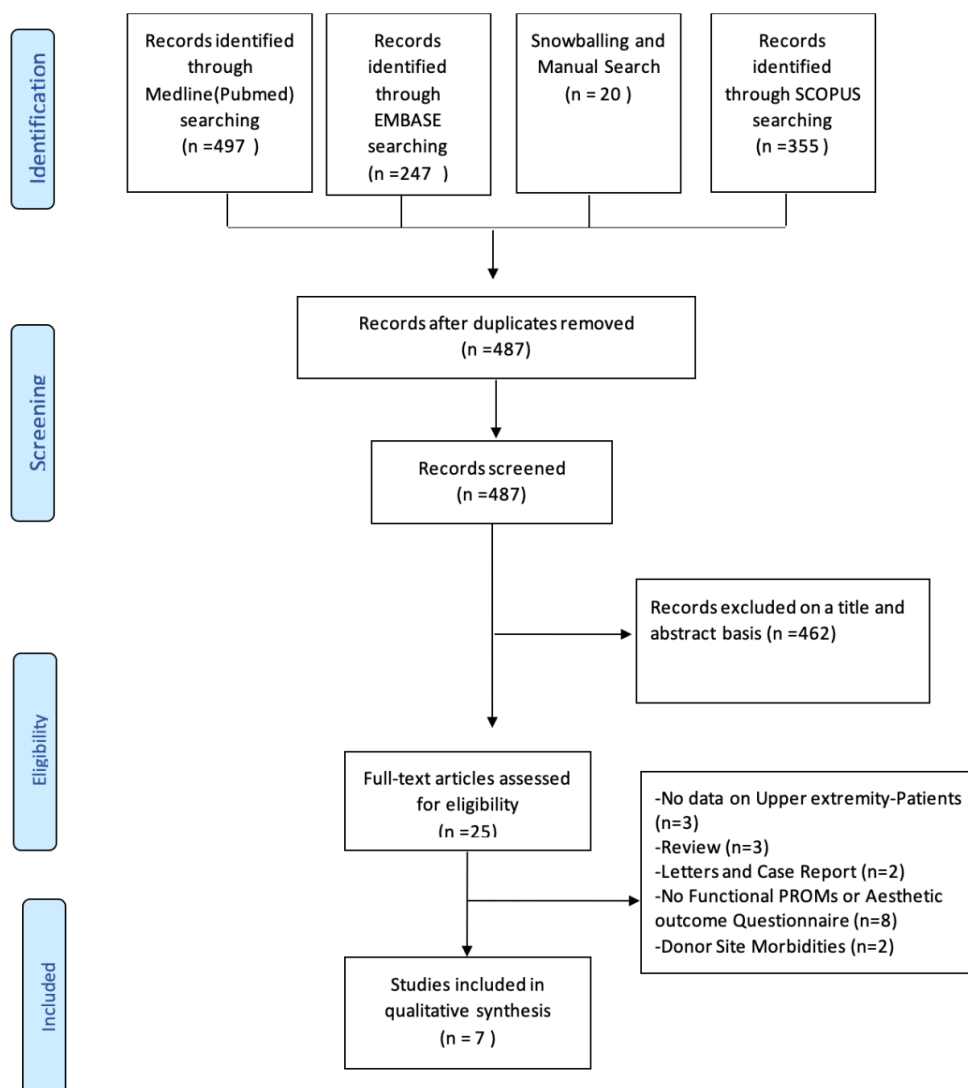 Identification
Records identified
through
Medline(Pubmed)
searching
(n =497 )
Records
identified
through
EMBASE
searching
(n =247 )
Snowballing and
Manual Search
(n = 20 )
Records
identified
through SCOPUS
searching
(n =355 )
Screening
Records after duplicates removed
(n =487)
Records screened
(n =487)
Records excluded on a title and
abstract basis (n =462)
Eligibility
Full-text articles assessed
for eligibility
(n =25)
-No data on Upper extremity-Patients
(n=3)
-Review (n=3)
-Letters and Case Report (n=2)
-No Functional PROMs or Aesthetic
outcome Questionnaire (n=8)
-Donor Site Morbidities (n=2)
Included
Studies included in
qualitative synthesis
(n = 7 )